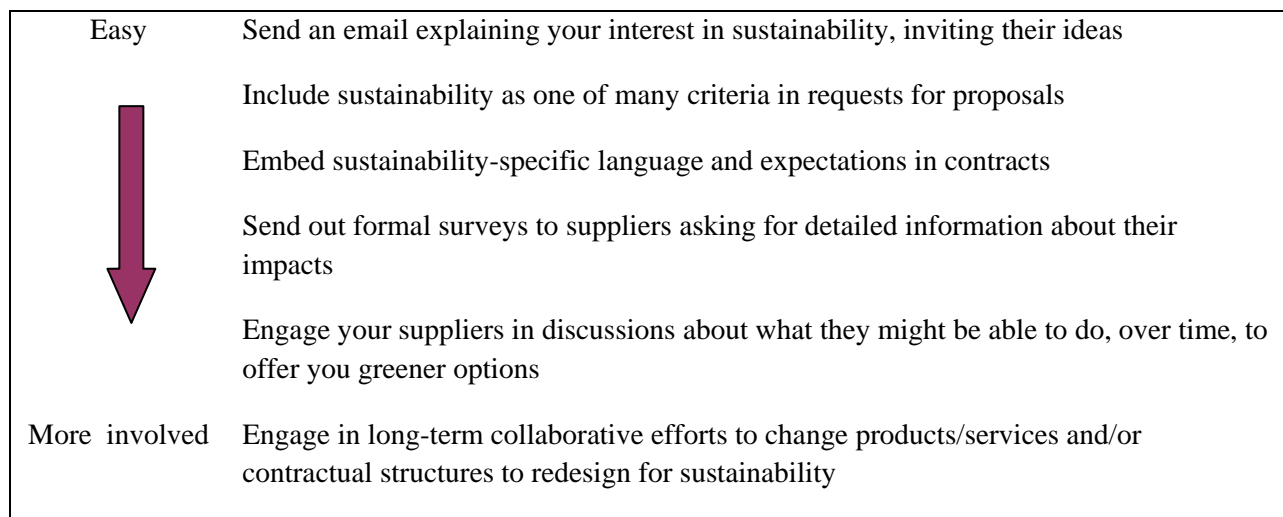 Easy Send an email explaining your interest in sustainability, inviting their ideas
Include sustainability as one of many criteria in requests for proposals
Embed sustainability-specific language and expectations in contracts
Send out formal surveys to suppliers asking for detailed information about their
impacts
Engage your suppliers in discussions about what they might be able to do, over time, to
offer you greener options
More involved Engage in long-term collaborative efforts to change products/services and/or
contractual structures to redesign for sustainability